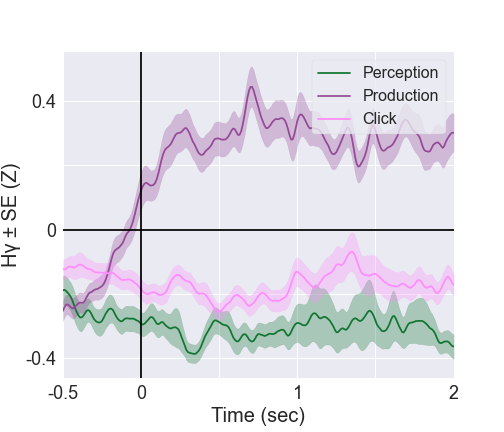 Perception
Production
Click
0.4
0
-0.4
Hγ ± SE (Z)
-0.5
0
1
2
Time (sec)